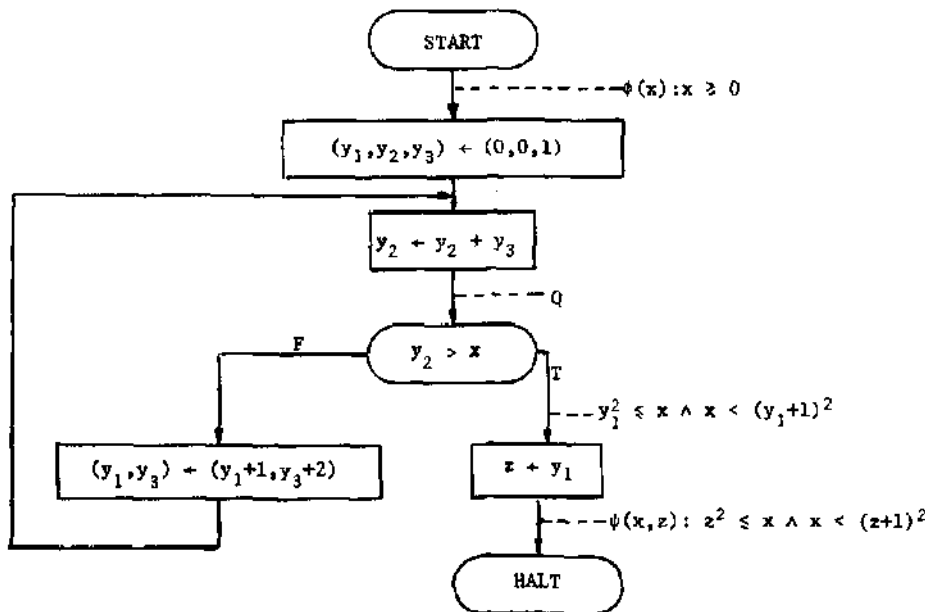 START
φ(x):x ≥ 0
(y₁,y₂,y₃) ← (0,0,1)
y₂ ← y₂ + y₃
Q
F
y₂ > x
T
y₁² ≤ x ∧ x < (y₁+1)²
(y₁,y₃) ← (y₁+1,y₃+2)
z ← y₁
ψ(x,z): z² ≤ x ∧ x < (z+1)²
HALT